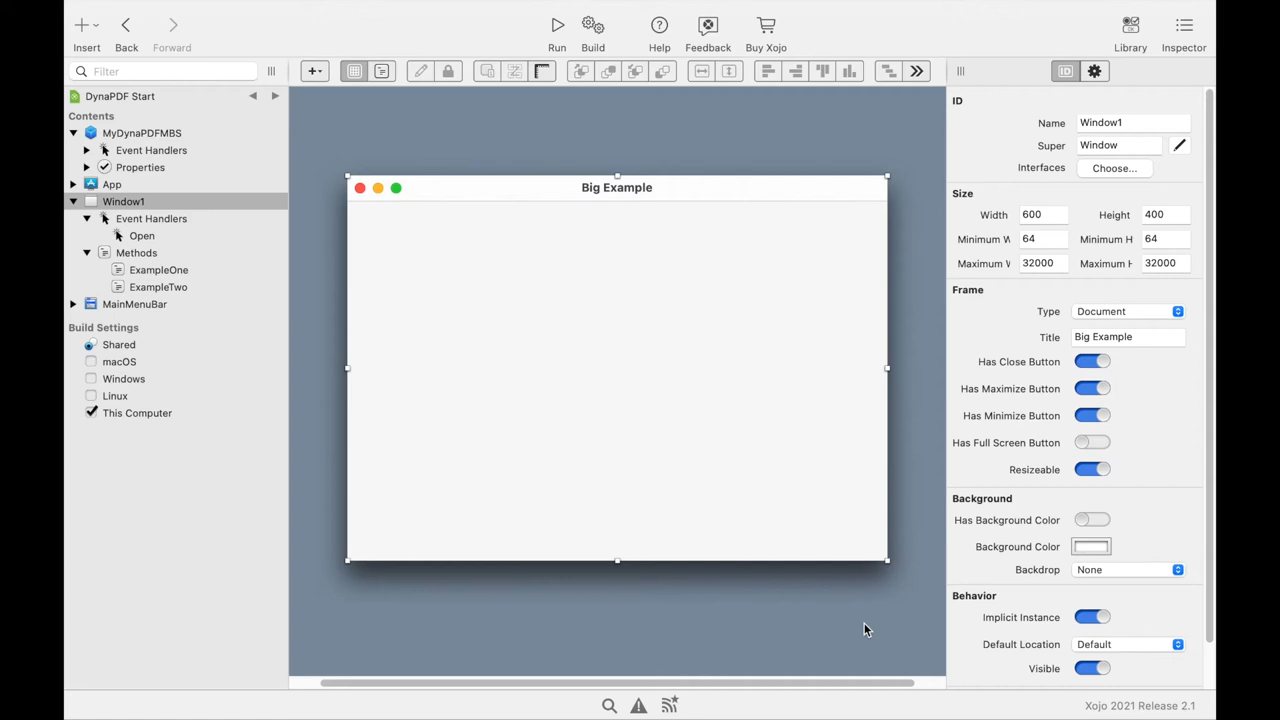 Insert
Back
Forward
Run
Build
Help
Feedback
Buy Xojo
Library
Inspector
Filter
ID
DynaPDF Start
Contents
MyDynaPDFMBS
Event Handlers
Properties
App
Window1
Event Handlers
Open
Methods
ExampleOne
ExampleTwo
MainMenuBar
Build Settings
Shared
macOS
Windows
Linux
This Computer
Big Example
ID
Name Window1
Super Window
Interfaces Choose...
Size
Width 600 Height 400
Minimum W 64 Minimum H 64
Maximum W 32000 Maximum H 32000
Frame
Type Document
Title Big Example
Has Close Button
Has Maximize Button
Has Minimize Button
Has Full Screen Button
Resizeable
Background
Has Background Color
Background Color
Backdrop None
Behavior
Implicit Instance
Default Location Default
Visible
Xojo 2021 Release 2.1